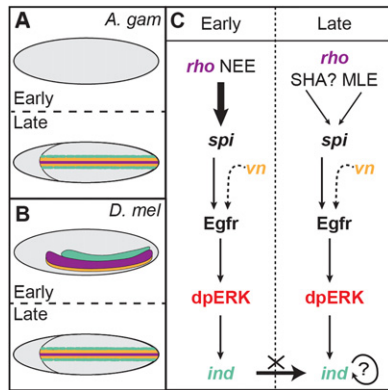 A
A. gam
Early
Late
B
D. mel
Early
Late
C
Early
Late
rho NEE
spi
vn
Egfr
dpERK
ind
rho
SHA? MLE
spi
vn
Egfr
dpERK
ind
?